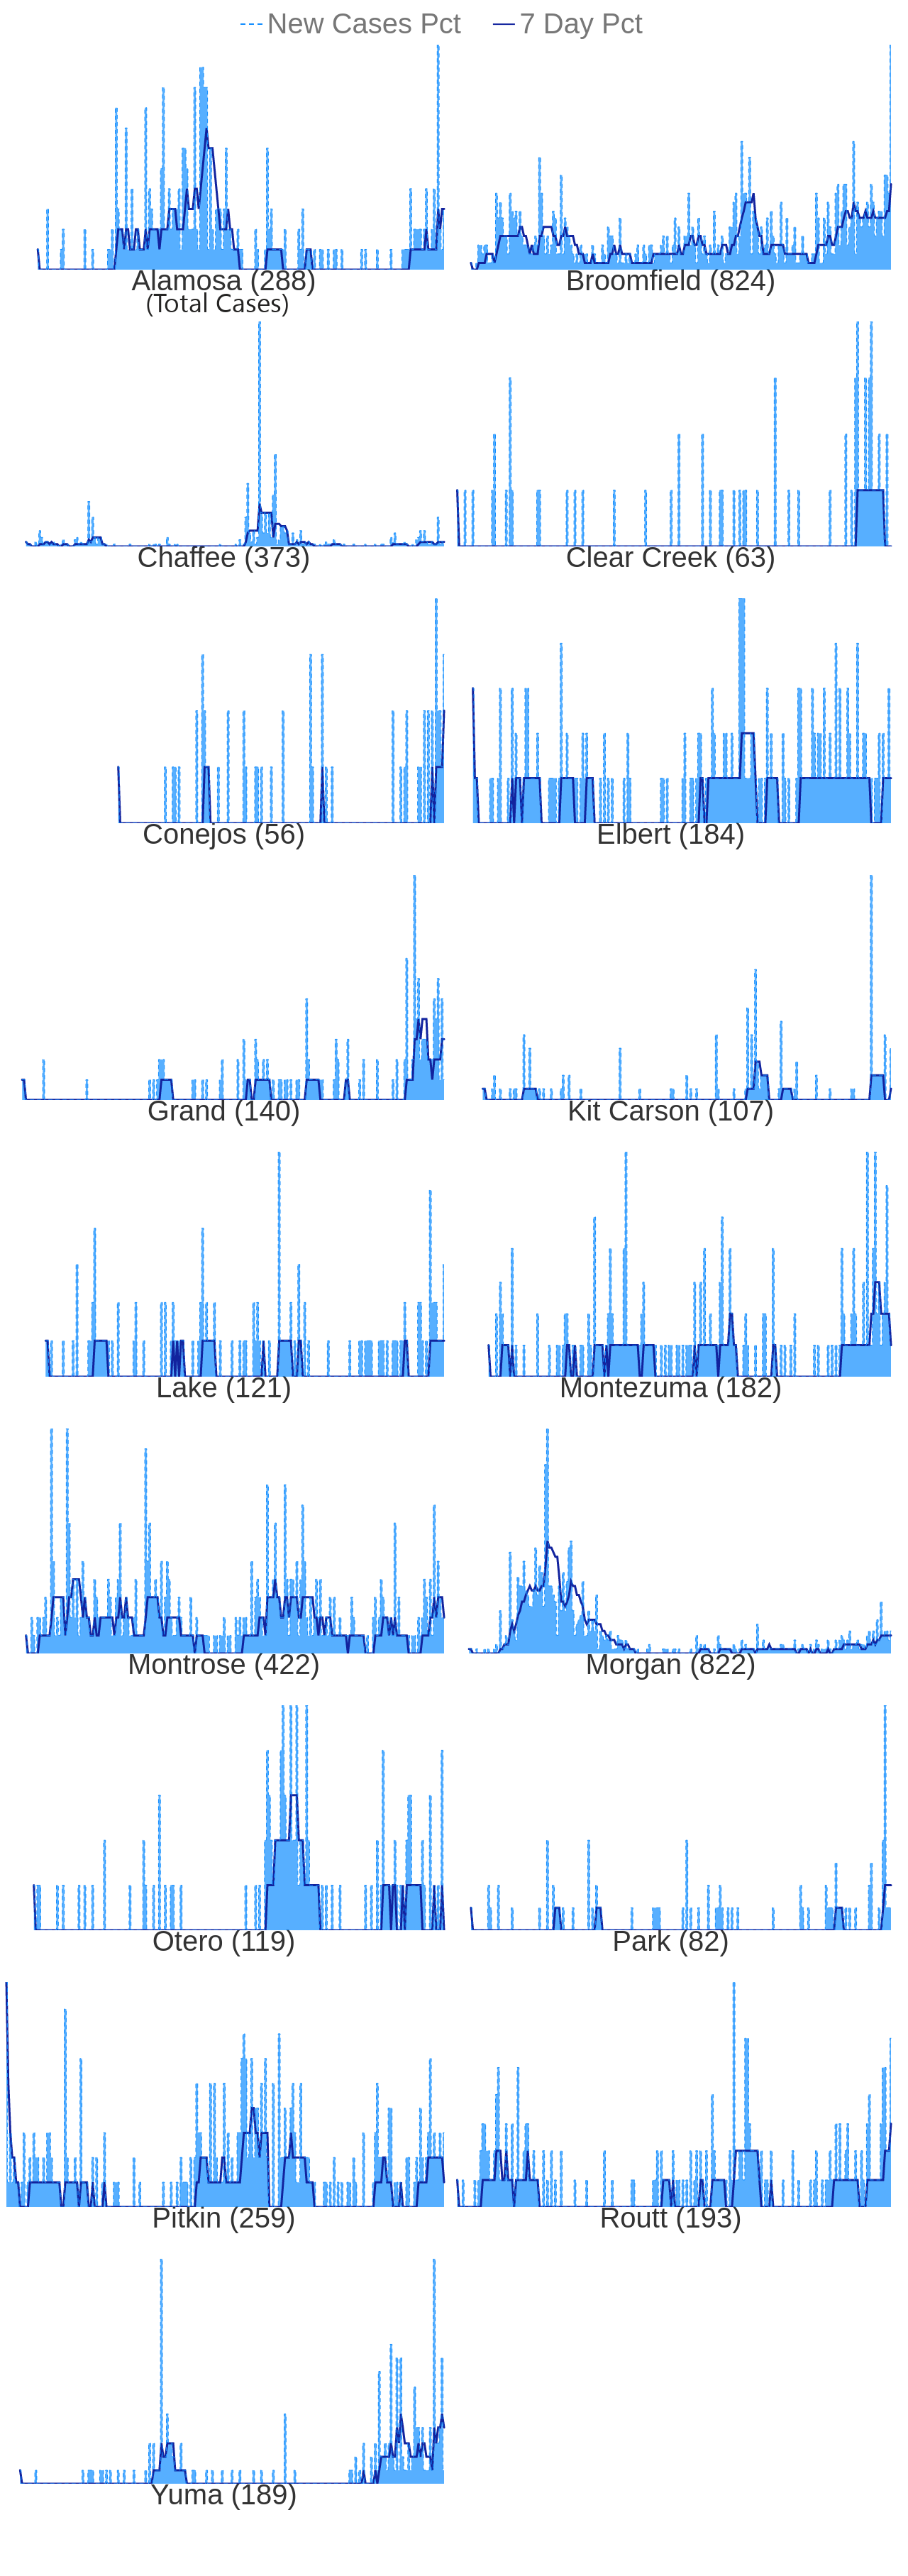 New Cases Pct 7 Day Pct
Alamosa (288) Broomfield (824)
(Total Cases)
Chaffee (373) Clear Creek (63)
Conejos (56) Elbert (184)
Grand (140) Kit Carson (107)
Lake (121) Montezuma (182)
Montrose (422) Morgan (822)
Otero (119) Park (82)
Pitkin (259) Routt (193)
Yuma (189)